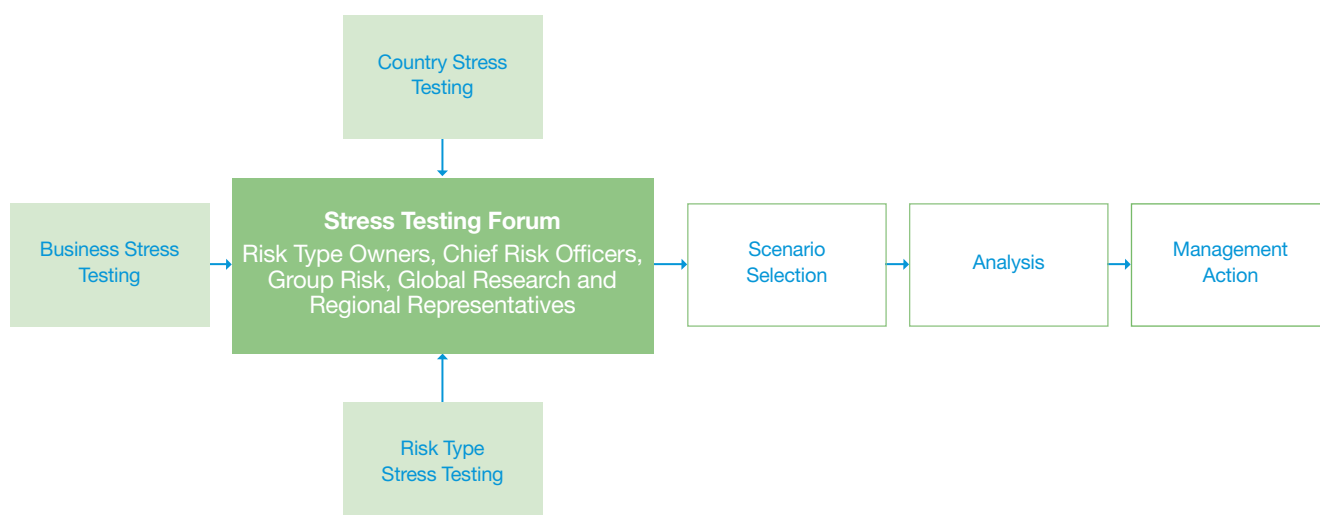 Country Stress
Testing
Business Stress
Testing
Stress Testing Forum
Risk Type Owners, Chief Risk Officers,
Group Risk, Global Research and
Regional Representatives
Scenario
Selection
Analysis
Management
Action
Risk Type
Stress Testing